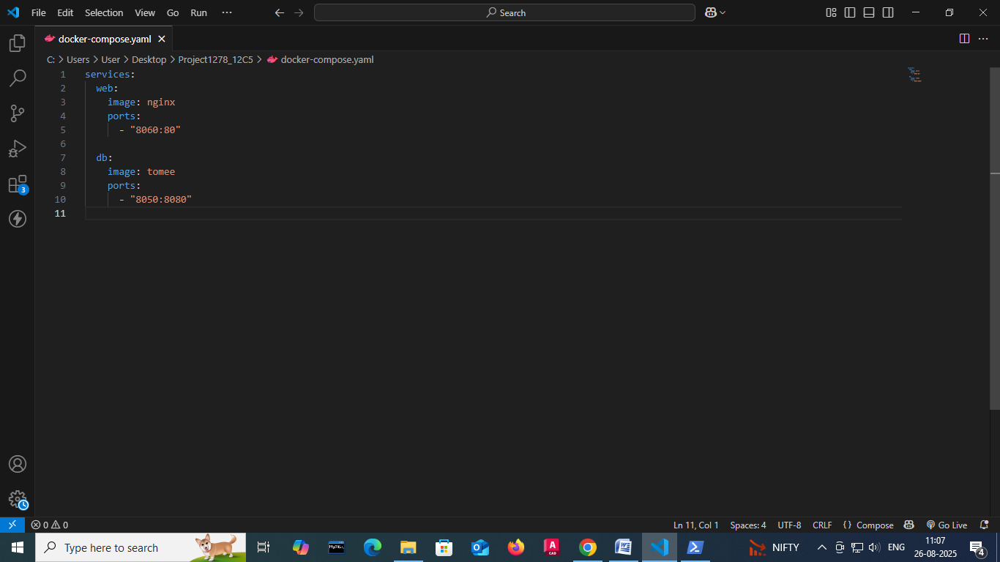 File Edit Selection View Go Run ···
Search
docker-compose.yaml
C: > Users > User > Desktop > Project1278_12C5 > docker-compose.yaml
1 services:
2 web:
3 image: nginx
4 ports:
5 - "8060:80"
6
7 db:
8 image: tomee
9 ports:
10 - "8050:8080"
11
3
0 0
Ln 11, Col 1 Spaces: 4 UTF-8 CRLF {} Compose Go Live
Type here to search
MySQL
A
CAD
NIFTY
ENG
11:07
26-08-2025
4